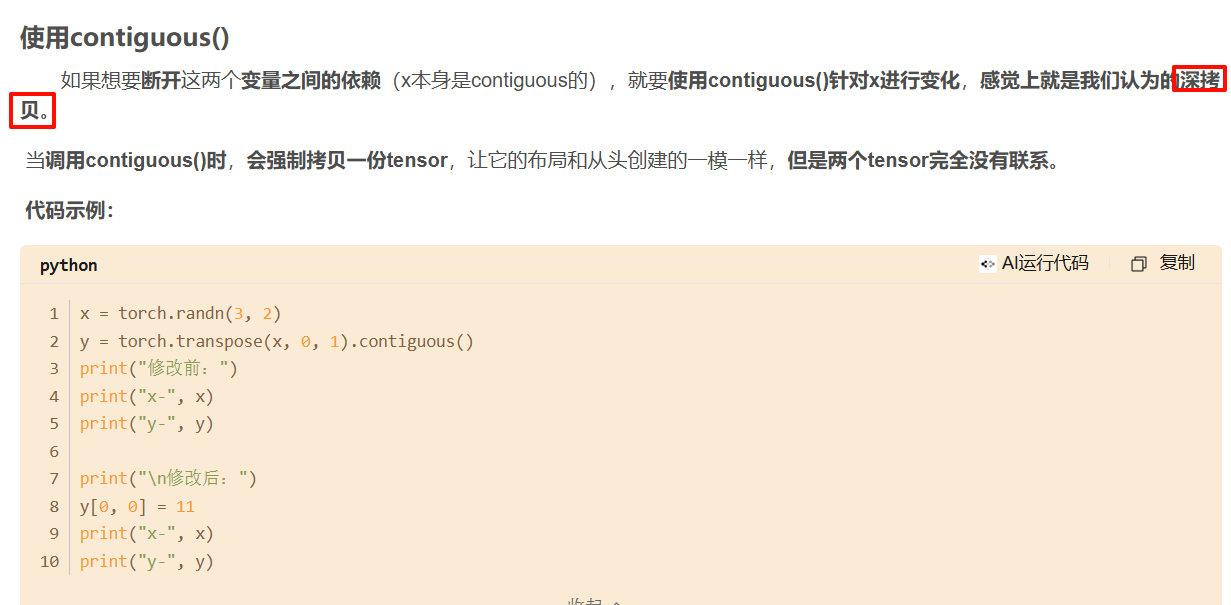 使用contiguous()
如果想要断开这两个变量之间的依赖（x本身是contiguous的），就要使用contiguous()针对x进行变化，感觉上就是我们认为的深拷
贝。
当调用contiguous()时，会强制拷贝一份tensor，让它的布局和从头创建的一模一样，但是两个tensor完全没有联系。
代码示例：
python AI运行代码 复制
1 x = torch.randn(3, 2)
2 y = torch.transpose(x, 0, 1).contiguous()
3 print("修改前：")
4 print("x-", x)
5 print("y-", y)
6
7 print("\n修改后：")
8 y[0, 0] = 11
9 print("x-", x)
10 print("y-", y)
收起